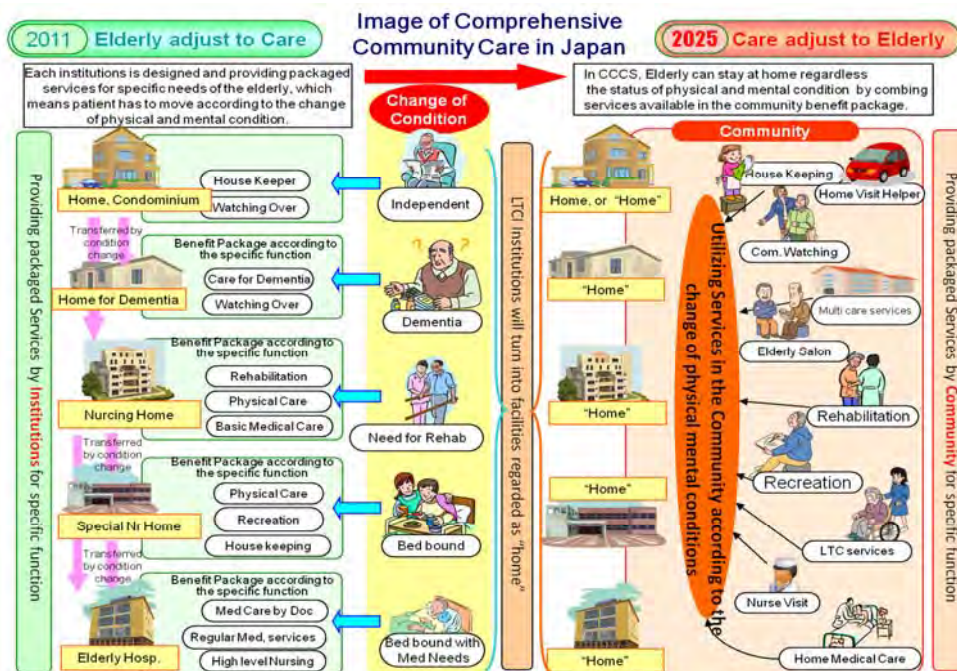 Image of Comprehensive
Community Care in Japan
2011 Elderly adjust to Care
2025 Care adjust to Elderly
Each institutions is designed and providing packaged
services for specific needs of the elderly, which
means patient has to move according to the change
of physical and mental condition.
In CCCS, Elderly can stay at home regardless
the status of physical and mental condition by combing
services available in the community benefit package.
Providing packaged Services by Institutions for specific function
Home, Condominium
House Keeper
Watching Over
Transferred by
condition
change
Home for Dementia
Benefit Package according to
the specific function
Care for Dementia
Watching Over
Nurcing Home
Benefit Package according to
the specific function
Rehabilitation
Physical Care
Basic Medical Care
Transferred
by condition
change
Special Nr Home
Benefit Package according to
the specific function
Physical Care
Recreation
House keeping
Transferred
by condition
change
Elderly Hosp.
Benefit Package according to
the specific function
Med Care by Doc
Regular Med, services
High level Nursing
Change of
Condition
Independent
Dementia
Need for Rehab
Bed bound
Bed bound with
Med Needs
LTCI Institutions will turn into facilities regarded as "home"
Home, or "Home"
"Home"
"Home"
"Home"
"Home"
Community
Utilizing Services in the Community according to the
change of physical mental conditions
House Keeping
Home Visit Helper
Com. Watching
Multi care services
Elderly Salon
Rehabilitation
Recreation
LTC services
Nurse Visit
Home Medical Care
Providing packaged Services by Community for specific function